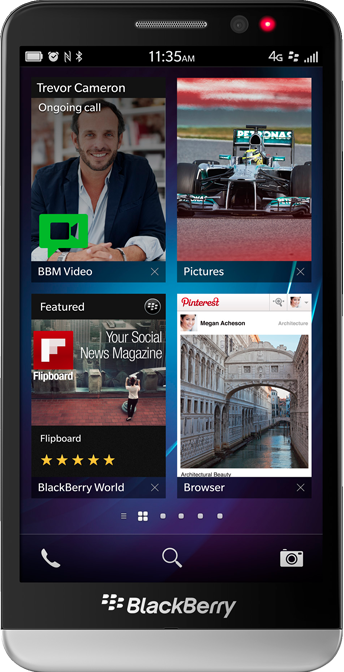 11:35AM
4G
Trevor Cameron
Ongoing call
BBM Video
PETRONAS
Pictures
Featured
Your Social
News Magazine
Flipboard
Flipboard
BlackBerry World
Pinterest
Megan Acheson
Architecture
Architectural Beauty
Browser
BlackBerry